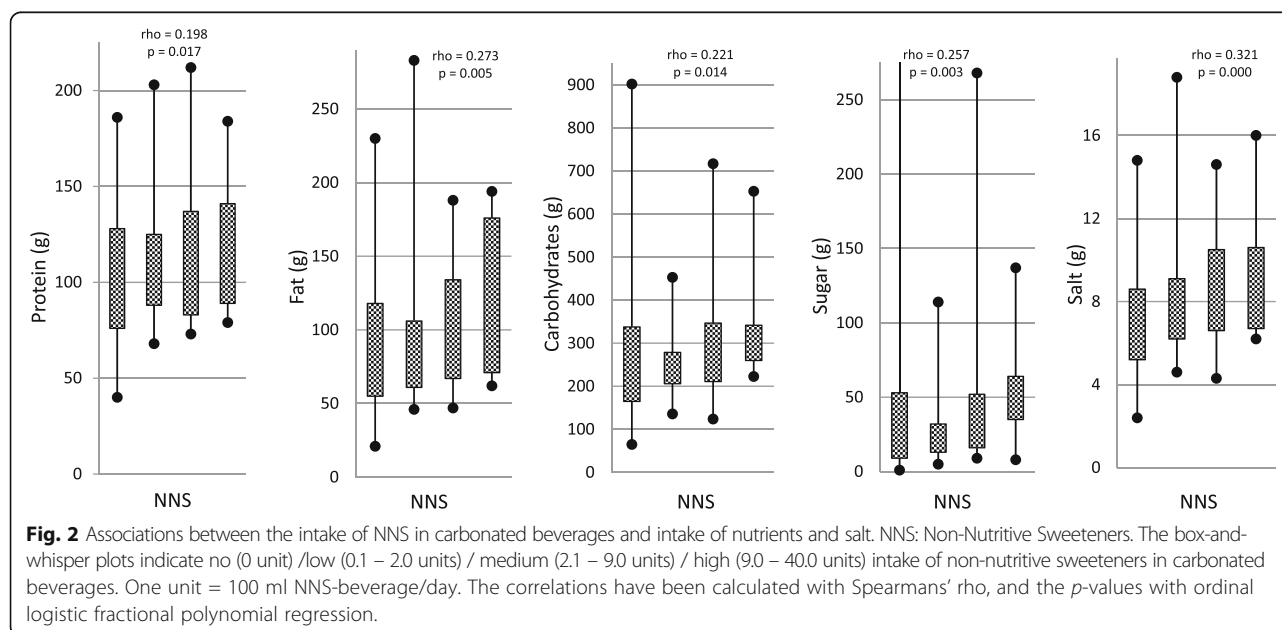 rho = 0.198
p = 0.017
200
150
100
50
0
Protein (g)
NNS
rho = 0.273
p = 0.005
250
200
150
100
50
0
Fat (g)
NNS
rho = 0.221
p = 0.014
900
800
700
600
500
400
300
200
100
0
Carbohydrates (g)
NNS
rho = 0.257
p = 0.003
250
200
150
100
50
0
Sugar (g)
NNS
rho = 0.321
p = 0.000
16
12
8
4
0
Salt (g)
NNS
Fig. 2 Associations between the intake of NNS in carbonated beverages and intake of nutrients and salt. NNS: Non-Nutritive Sweeteners. The box-and-
whisper plots indicate no (0 unit) /low (0.1 – 2.0 units) / medium (2.1 – 9.0 units) / high (9.0 – 40.0 units) intake of non-nutritive sweeteners in carbonated
beverages. One unit = 100 ml NNS-beverage/day. The correlations have been calculated with Spearmans’ rho, and the p-values with ordinal
logistic fractional polynomial regression.